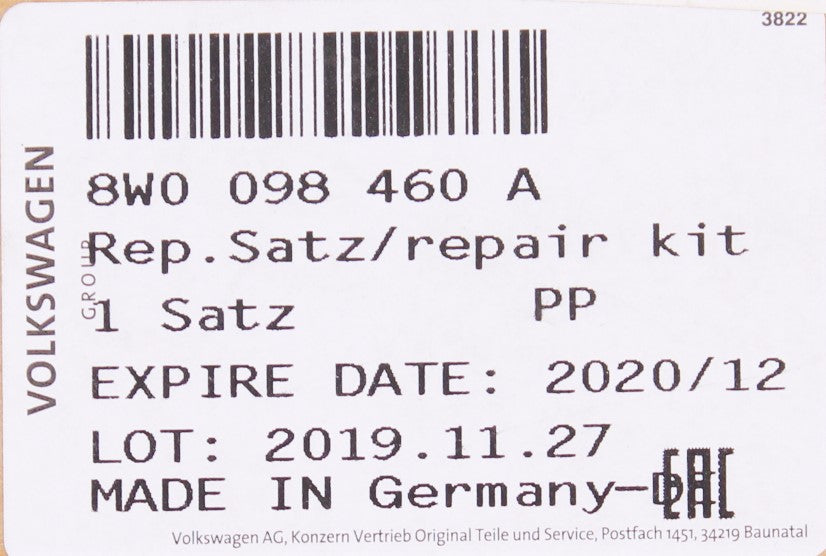 3822
8W0 098 460 A
Rep.Satz/repair kit
1 Satz PP
EXPIRE DATE: 2020/12
LOT: 2019.11.27
MADE IN Germany-
Volkswagen AG, Konzern Vertrieb Original Teile und Service, Postfach 1451, 34219 Baunatal
VOLKSWAGEN
GROUP